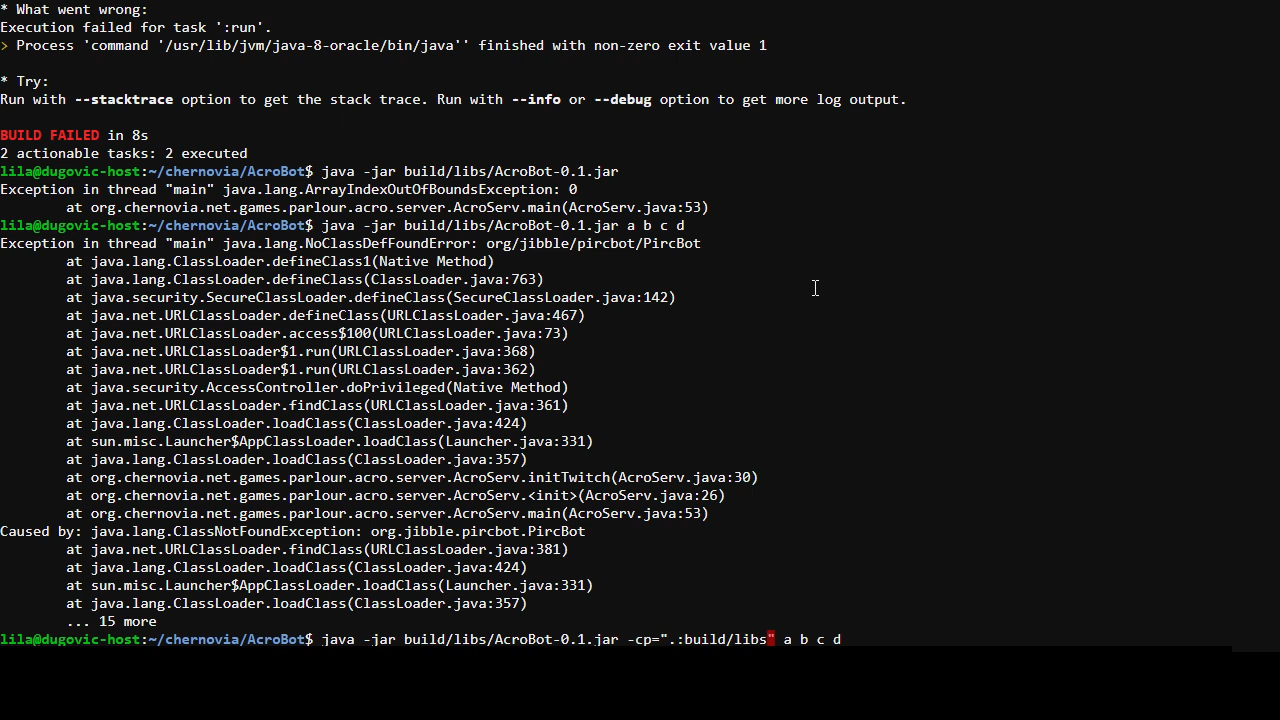 * What went wrong:
Execution failed for task ':run'.
> Process 'command '/usr/lib/jvm/java-8-oracle/bin/java'' finished with non-zero exit value 1
* Try:
Run with --stacktrace option to get the stack trace. Run with --info or --debug option to get more log output.
BUILD FAILED in 8s
2 actionable tasks: 2 executed
lila@dugovic-host:~/chernovia/AcroBot$ java -jar build/libs/AcroBot-0.1.jar
Exception in thread "main" java.lang.ArrayIndexOutOfBoundsException: 0
        at org.chernovia.net.games.parlour.acro.server.AcroServ.main(AcroServ.java:53)
lila@dugovic-host:~/chernovia/AcroBot$ java -jar build/libs/AcroBot-0.1.jar a b c d
Exception in thread "main" java.lang.NoClassDefFoundError: org/jibble/pircbot/PircBot
        at java.lang.ClassLoader.defineClass1(Native Method)
        at java.lang.ClassLoader.defineClass(ClassLoader.java:763)
        at java.security.SecureClassLoader.defineClass(SecureClassLoader.java:142)
        at java.net.URLClassLoader.defineClass(URLClassLoader.java:467)
        at java.net.URLClassLoader.access$100(URLClassLoader.java:73)
        at java.net.URLClassLoader$1.run(URLClassLoader.java:368)
        at java.net.URLClassLoader$1.run(URLClassLoader.java:362)
        at java.security.AccessController.doPrivileged(Native Method)
        at java.net.URLClassLoader.findClass(URLClassLoader.java:361)
        at java.lang.ClassLoader.loadClass(ClassLoader.java:424)
        at sun.misc.Launcher$AppClassLoader.loadClass(Launcher.java:331)
        at java.lang.ClassLoader.loadClass(ClassLoader.java:357)
        at org.chernovia.net.games.parlour.acro.server.AcroServ.initTwitch(AcroServ.java:30)
        at org.chernovia.net.games.parlour.acro.server.AcroServ.<init>(AcroServ.java:26)
        at org.chernovia.net.games.parlour.acro.server.AcroServ.main(AcroServ.java:53)
Caused by: java.lang.ClassNotFoundException: org.jibble.pircbot.PircBot
        at java.net.URLClassLoader.findClass(URLClassLoader.java:381)
        at java.lang.ClassLoader.loadClass(ClassLoader.java:424)
        at sun.misc.Launcher$AppClassLoader.loadClass(Launcher.java:331)
        at java.lang.ClassLoader.loadClass(ClassLoader.java:357)
        ... 15 more
lila@dugovic-host:~/chernovia/AcroBot$ java -jar build/libs/AcroBot-0.1.jar -cp=".:build/libs" a b c d